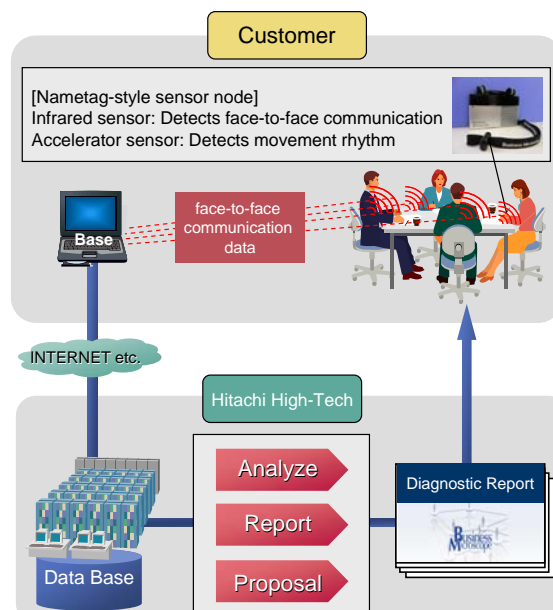 Customer
[Nametag-style sensor node]
Infrared sensor: Detects face-to-face communication
Accelerator sensor: Detects movement rhythm
face-to-face
communication
data
Base
INTERNET etc.
Hitachi High-Tech
Analyze
Report
Proposal
Data Base
Diagnostic Report
Business
Microscope